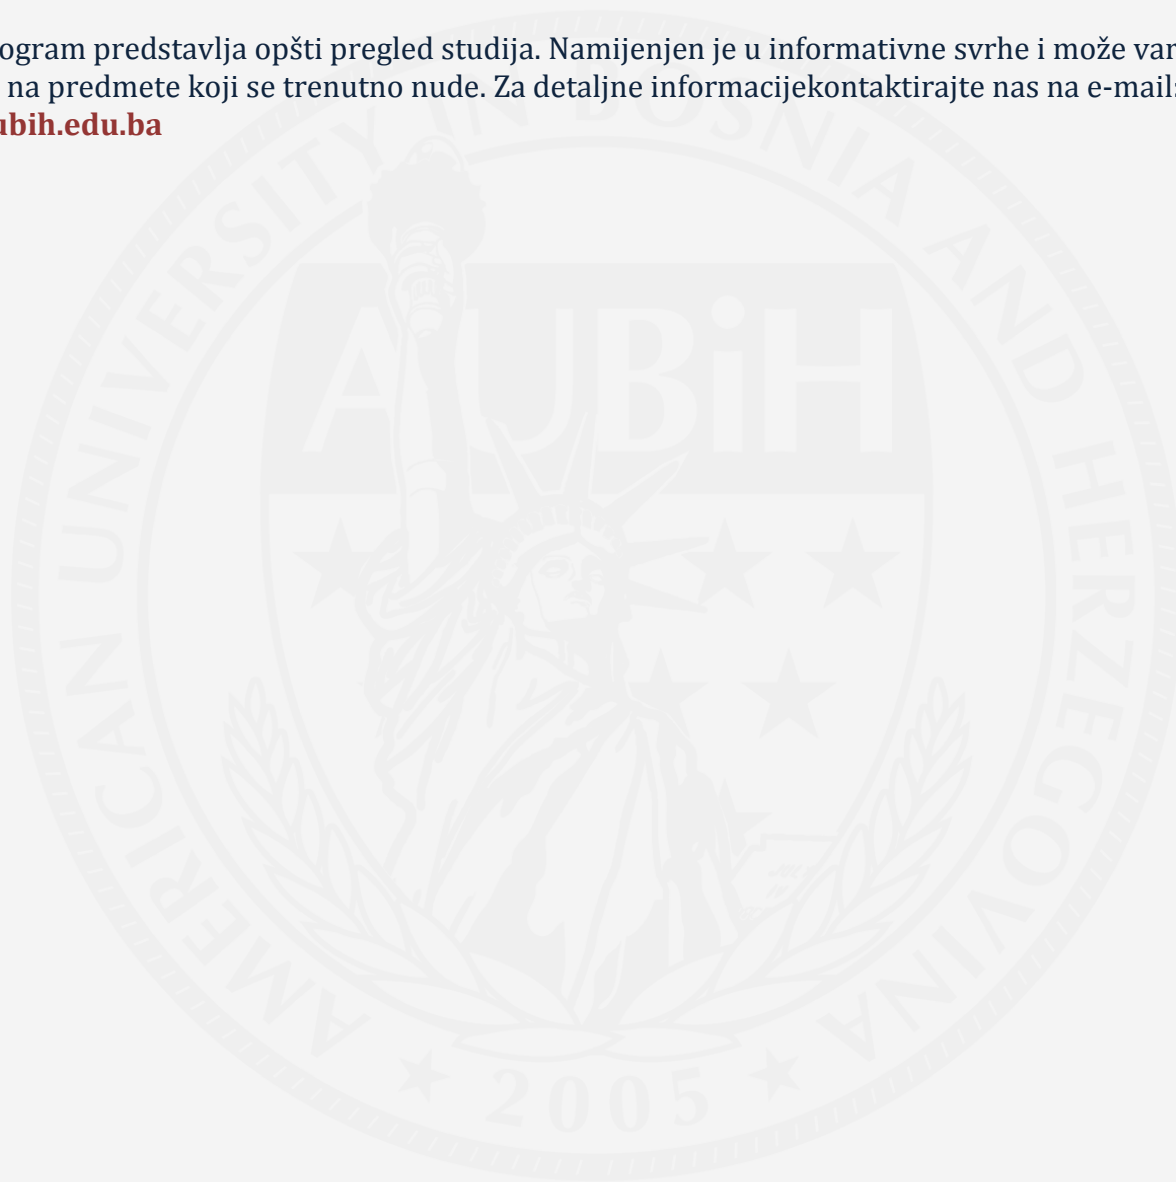 ogram predstavlja opšti pregled studija. Namijenjen je u informativne svrhe i može var
na predmete koji se trenutno nude. Za detaljne informacijekontaktirajte nas na e-mail:
ubih.edu.ba
AMERICAN UNIVERSITY IN BOSNIA AND HERZEGOVINA
AUBiH
2005